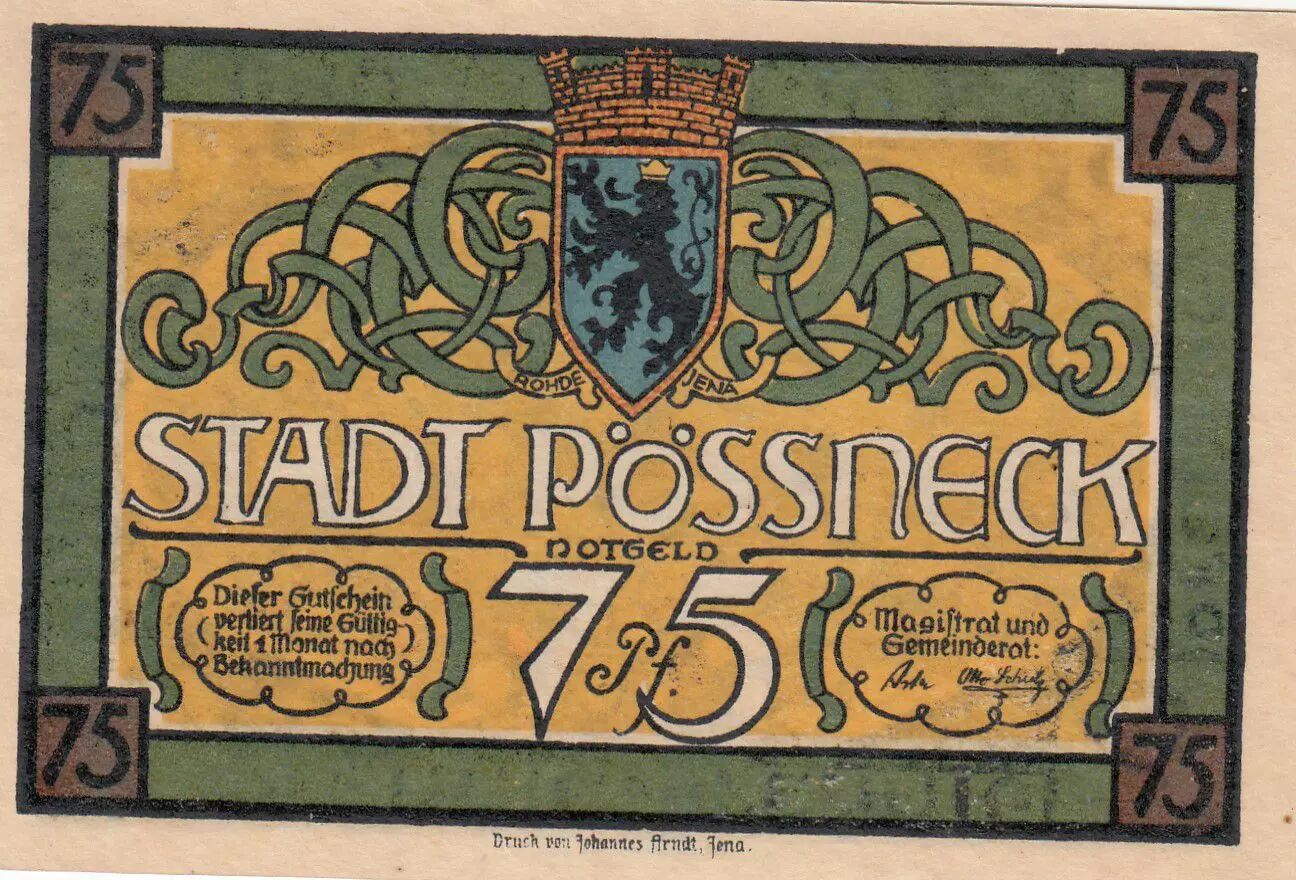 75
75
ROHDE
JENA
STADT PÖSSNECK
NOTGELD
75
Pf.
Dieser Gutschein
verliert seine Gültig-
keit 1 Monat nach
Bekanntmachung
Magistrat und
Gemeinderat:
75
75
Druck von Johannes Arndt, Jena.